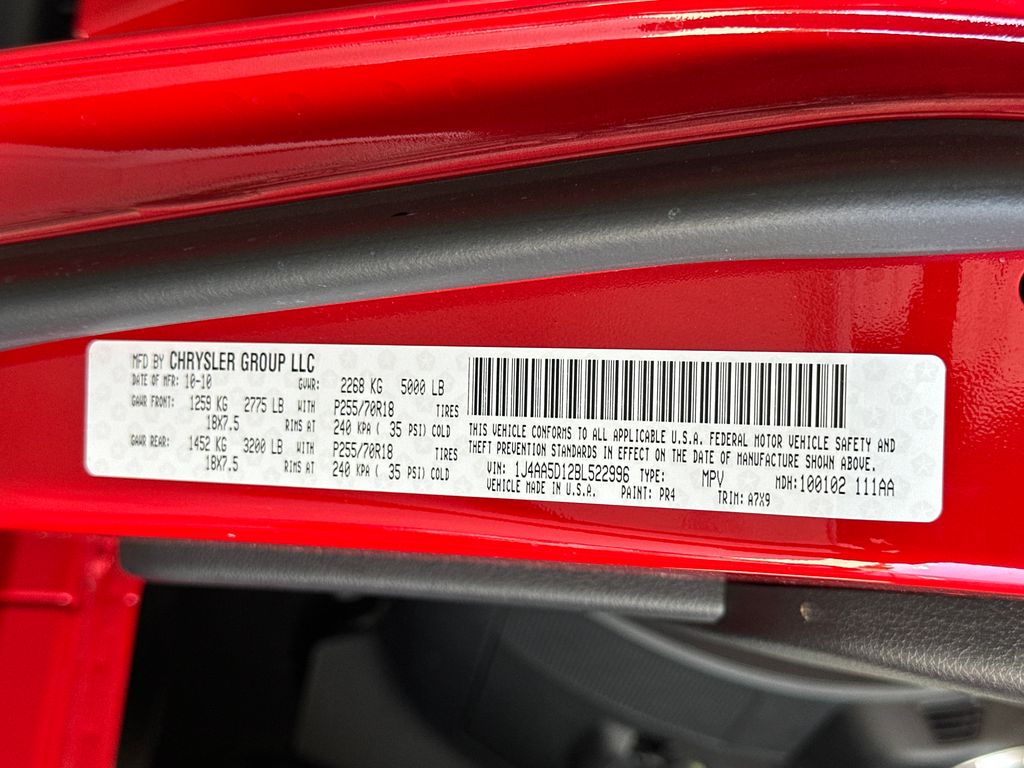 MFD BY CHRYSLER GROUP LLC
DATE OF MFR: 10-10 GVWR: 2268 KG 5000 LB
GAWR FRONT: 1259 KG 2775 LB WITH P255/70R18 TIRES
18X7.5 RIMS AT 240 KPA ( 35 PSI) COLD
GAWR REAR: 1452 KG 3200 LB WITH P255/70R18 TIRES
18X7.5 RIMS AT 240 KPA ( 35 PSI) COLD
THIS VEHICLE CONFORMS TO ALL APPLICABLE U.S.A. FEDERAL MOTOR VEHICLE SAFETY AND
THEFT PREVENTION STANDARDS IN EFFECT ON THE DATE OF MANUFACTURE SHOWN ABOVE.
VIN: 1J4AA5D12BL522996 TYPE: MPV MDH: 100102 111AA
VEHICLE MADE IN U.S.A. PAINT: PR4 TRIM: A7X9